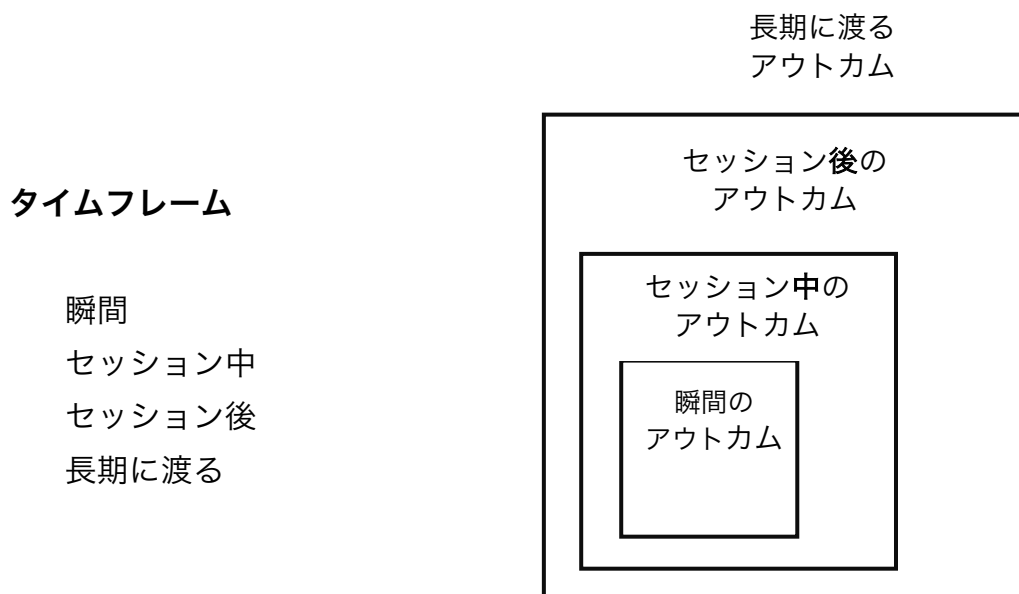 タイムフレーム
瞬間
セッション中
セッション後
長期に渡る
長期に渡る
アウトカム
セッション後の
アウトカム
セッション中の
アウトカム
瞬間の
アウトカム